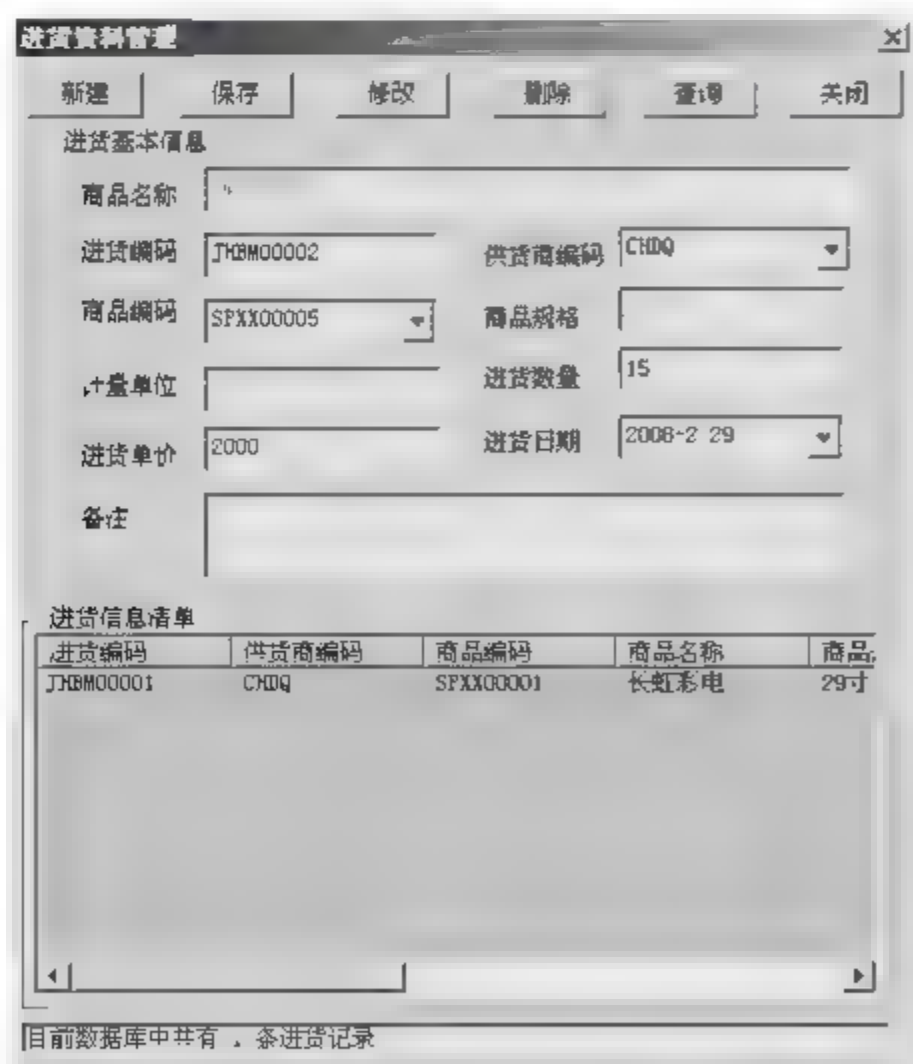 进货资料管理
新建 保存 修改 删除 查询 关闭
进货基本信息
商品名称
进货编码 JHBM00002 供货商编码 CHDQ
商品编码 SPXX00005 商品规格
计量单位 进货数量 15
进货单价 2000 进货日期 2008-2 29
备注
进货信息清单
进货编码 供货商编码 商品编码 商品名称 商品
JHBM00001 CHDQ SPXX00001 长虹彩电 29寸
目前数据库中共有 条进货记录